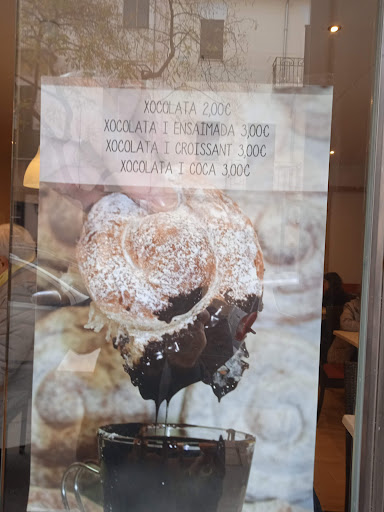 XOCOLATA 2,00€
XOCOLATA I ENSAIMADA 3,00€
XOCOLATA I CROISSANT 3,00€
XOCOLATA I COCA 3,00€